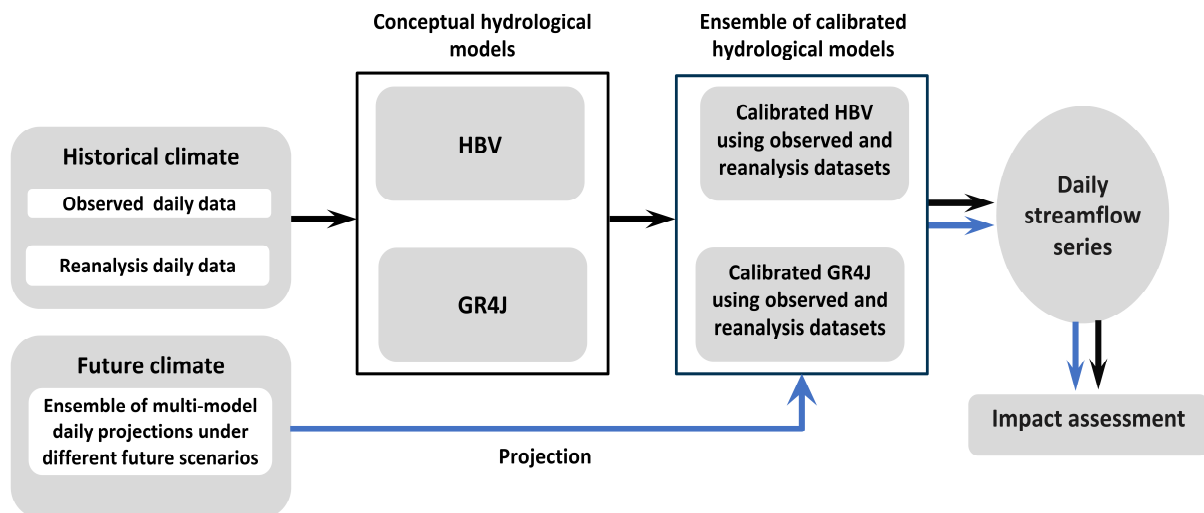 Historical climate
Observed daily data
Reanalysis daily data
Future climate
Ensemble of multi-model
daily projections under
different future scenarios
Conceptual hydrological
models
HBV
GR4J
Projection
Ensemble of calibrated
hydrological models
Calibrated HBV
using observed and
reanalysis datasets
Calibrated GR4J
using observed and
reanalysis datasets
Daily
streamflow
series
Impact assessment